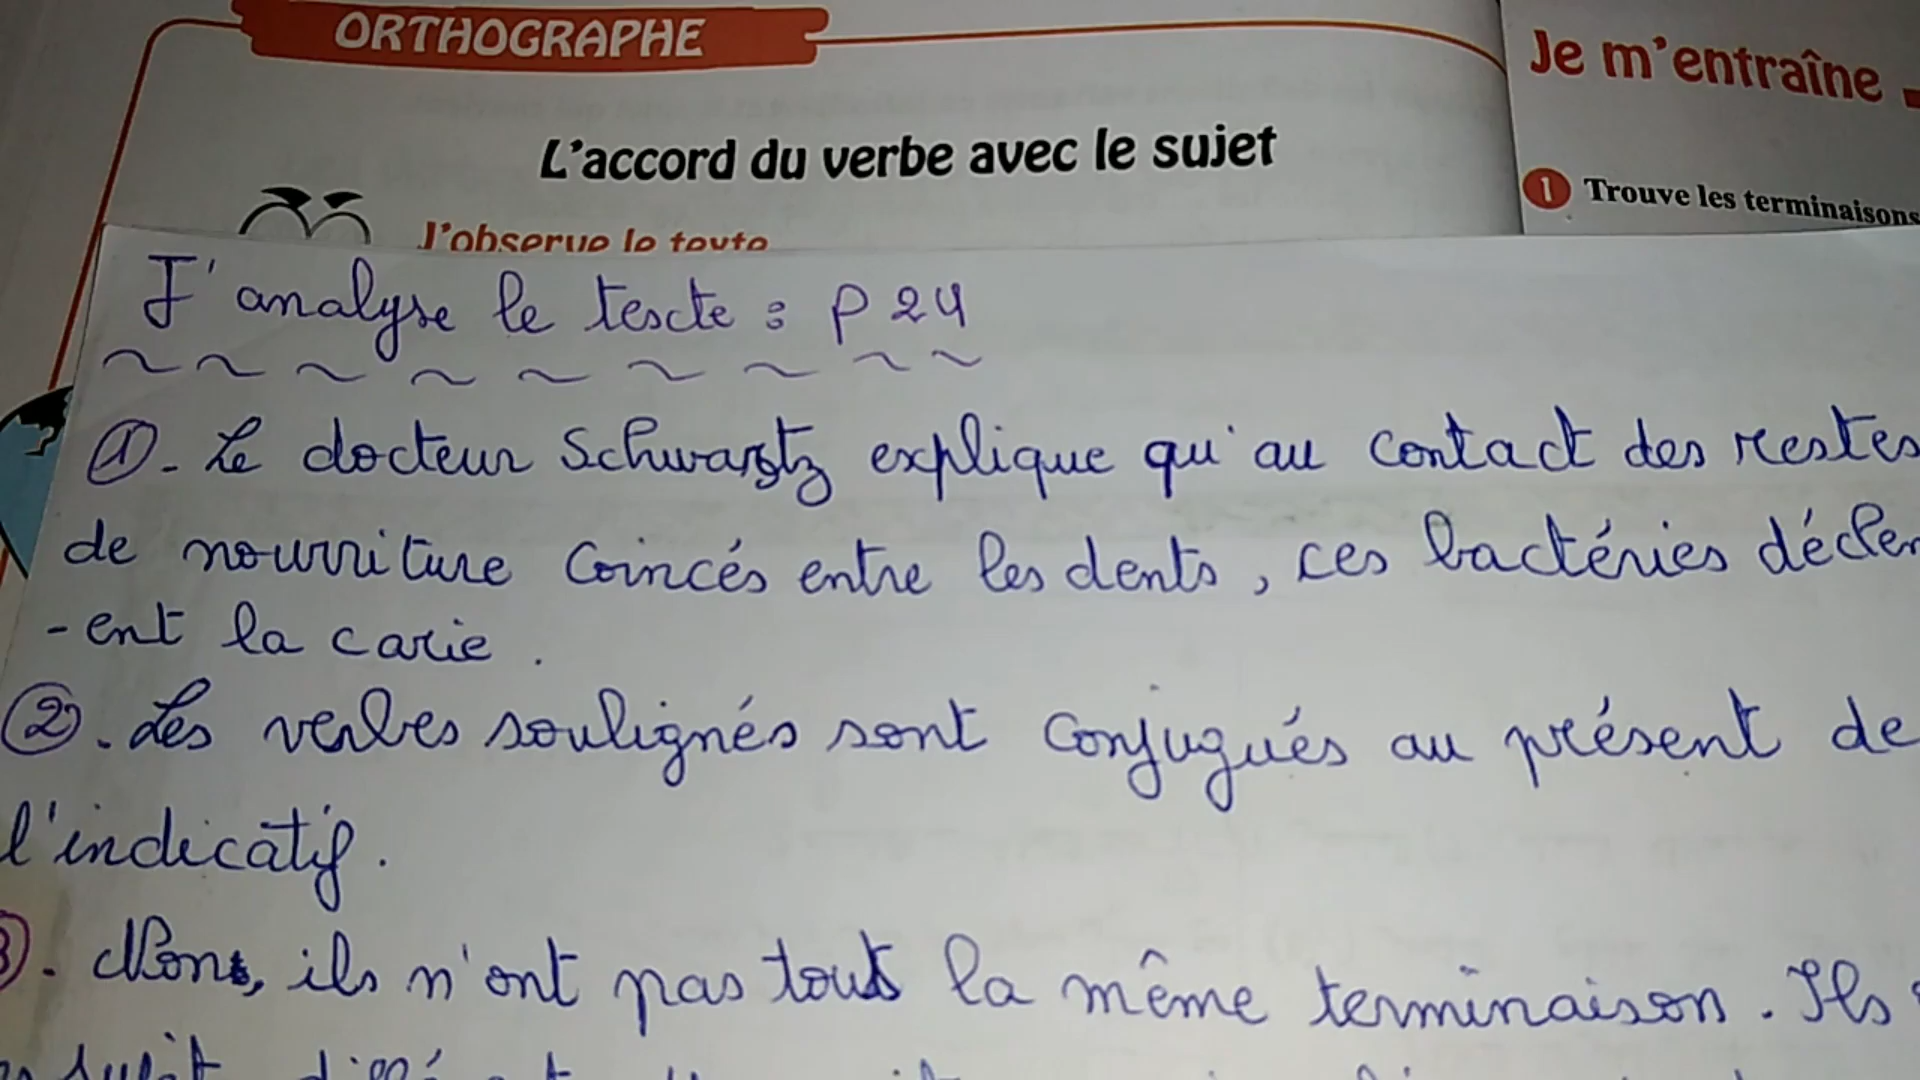 ORTHOGRAPHE
Je m'entraîne
L'accord du verbe avec le sujet
1 Trouve les terminaisons
J'observe le texte
J'analyse le texte : p 24
①. Le docteur Schwartz explique qu'au contact des restes
de nourriture coincés entre les dents, ces bactéries déclen
-ent la carie.
②. Les verbes soulignés sont conjugués au présent de
l'indicatif.
3. Non, ils n'ont pas tous la même terminaison. Ils
sujet